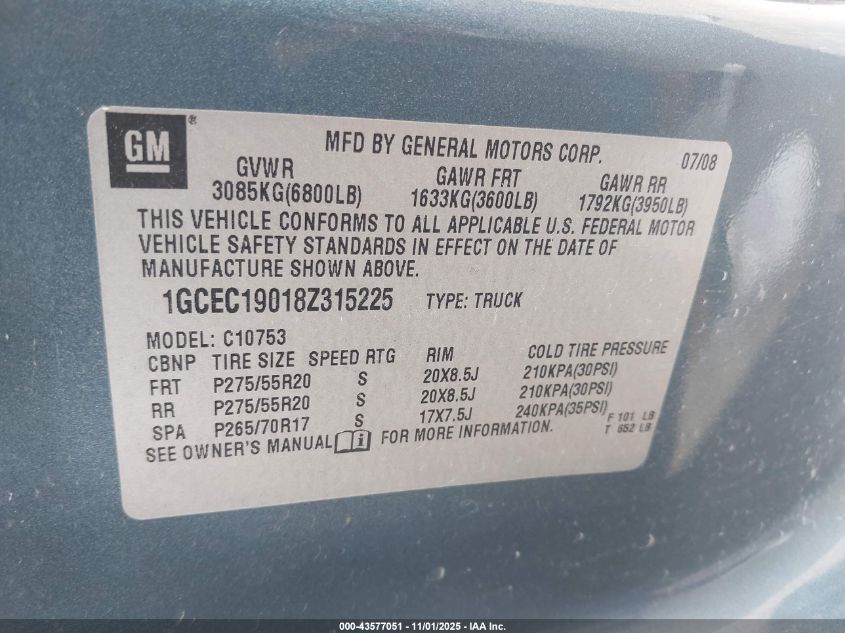 GM
®
MFD BY GENERAL MOTORS CORP. 07/08
GVWR GAWR FRT GAWR RR
3085KG(6800LB) 1633KG(3600LB) 1792KG(3950LB)
THIS VEHICLE CONFORMS TO ALL APPLICABLE U.S. FEDERAL MOTOR
VEHICLE SAFETY STANDARDS IN EFFECT ON THE DATE OF
MANUFACTURE SHOWN ABOVE.
1GCEC19018Z315225 TYPE: TRUCK
MODEL: C10753
CBNP TIRE SIZE SPEED RTG RIM COLD TIRE PRESSURE
FRT P275/55R20 S 20X8.5J 210KPA(30PSI)
RR P275/55R20 S 20X8.5J 210KPA(30PSI)
SPA P265/70R17 S 17X7.5J 240KPA(35PSI) F 101 LB
SEE OWNER'S MANUAL i FOR MORE INFORMATION. T 652 LB
000-43577051 - 11/01/2025 - IAA Inc.